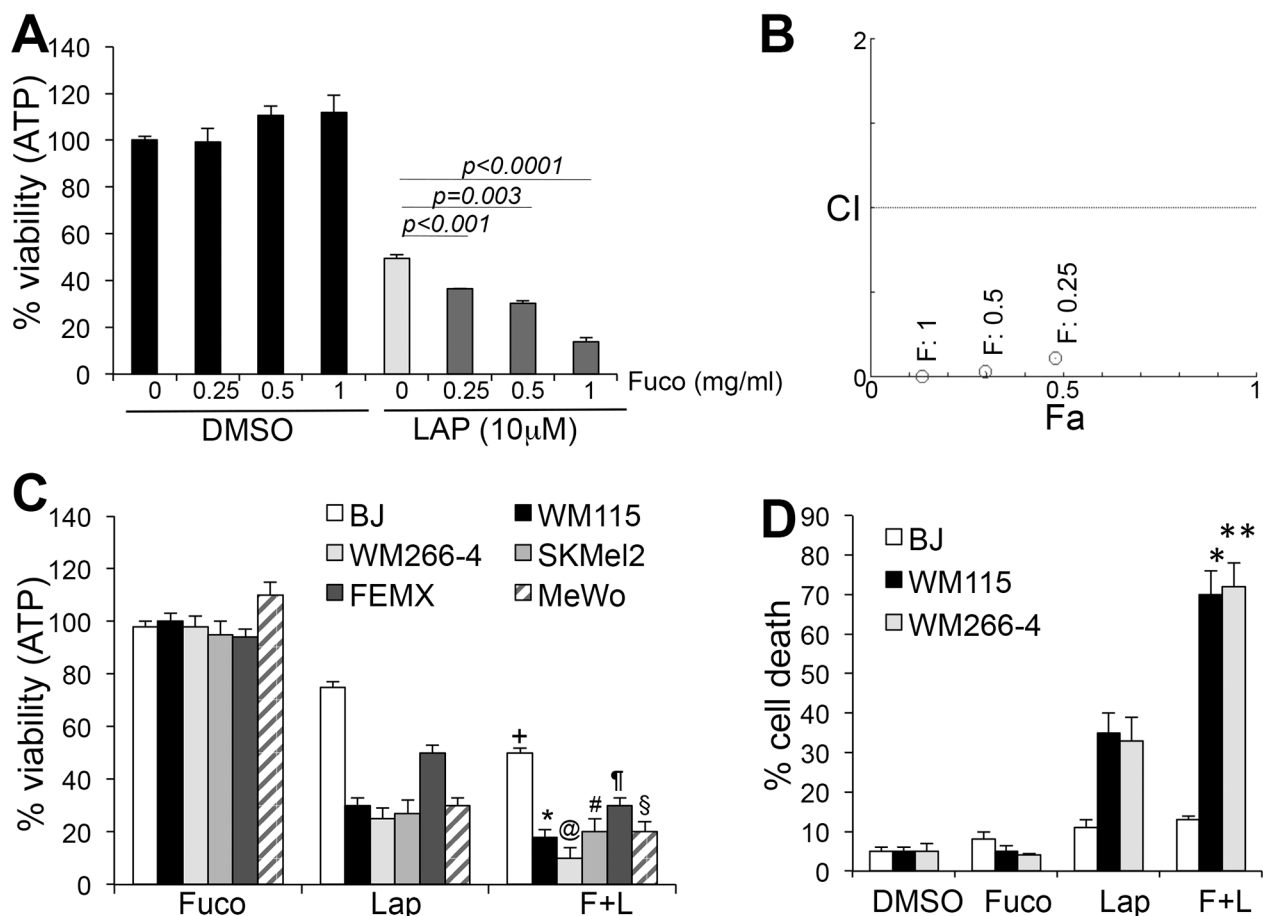 A
% viability (ATP)
140
120
100
80
60
40
20
0
p<0.0001
p=0.003
p<0.001
0 0.25 0.5 1 0 0.25 0.5 1 Fuco (mg/ml)
DMSO LAP (10μM)
B
2
CI
0
F: 1
F: 0.5
F: 0.25
0 0.5 1
Fa
C
% viability (ATP)
140
120
100
80
60
40
20
0
BJ WM115
WM266-4 SKMel2
FEMX MeWo
+
*
@
#
¶
§
Fuco Lap F+L
D
% cell death
90
80
70
60
50
40
30
20
10
0
BJ
WM115
WM266-4
*
**
DMSO Fuco Lap F+L